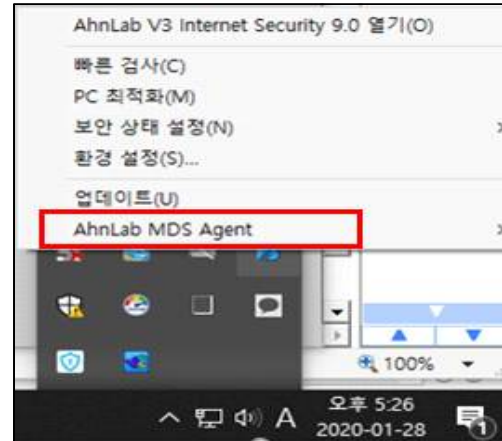 AhnLab V3 Internet Security 9.0 열기(O)
빠른 검사(C)
PC 최적화(M)
보안 상태 설정(N)
환경 설정(S)...
업데이트(U)
AhnLab MDS Agent
100%
A
오후 5:26
2020-01-28
1